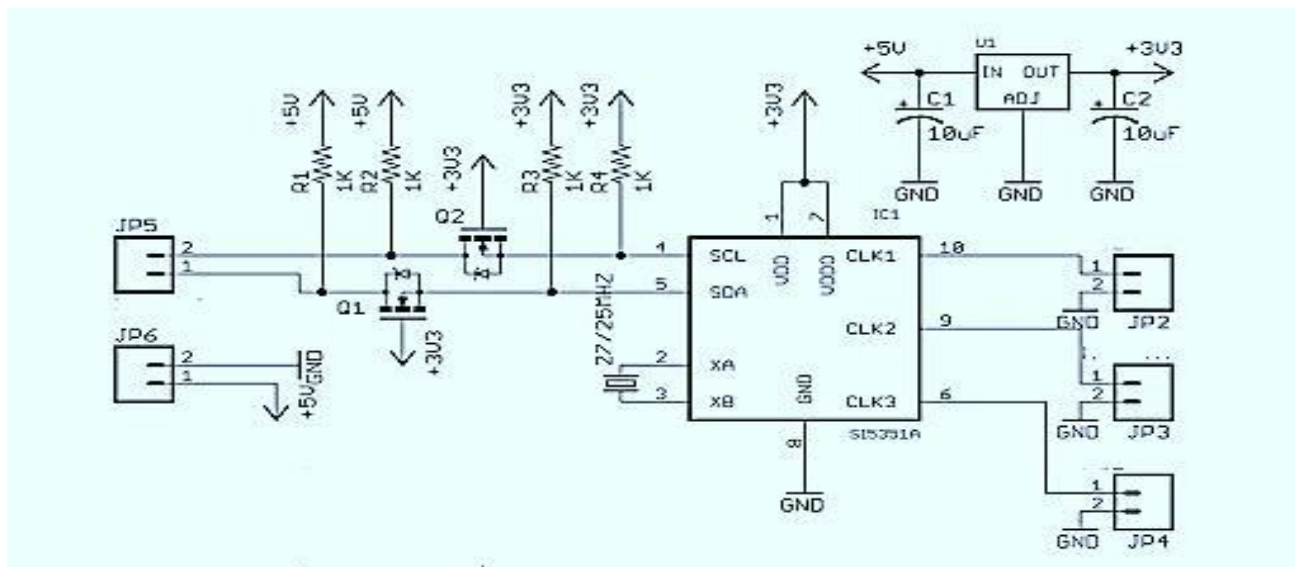 U1
+5V
+3V3
IN OUT
ADJ
C1
10uF
C2
10uF
GND
GND
GND
+5V
+5V
+3V3
+3V3
+3V3
+3V3
R1
1K
R2
1K
R3
1K
R4
1K
Q2
Q1
+3V3
JP5
2
1
JP6
2
1
GND
+5V
27/25MHZ
IC1
1
7
4
5
2
3
SCL
SDA
XA
XB
VDD
VDDO
GND
CLK1
CLK2
CLK3
10
9
6
8
SI5351A
GND
1
2
GND
JP2
1
2
GND
JP3
1
2
GND
JP4